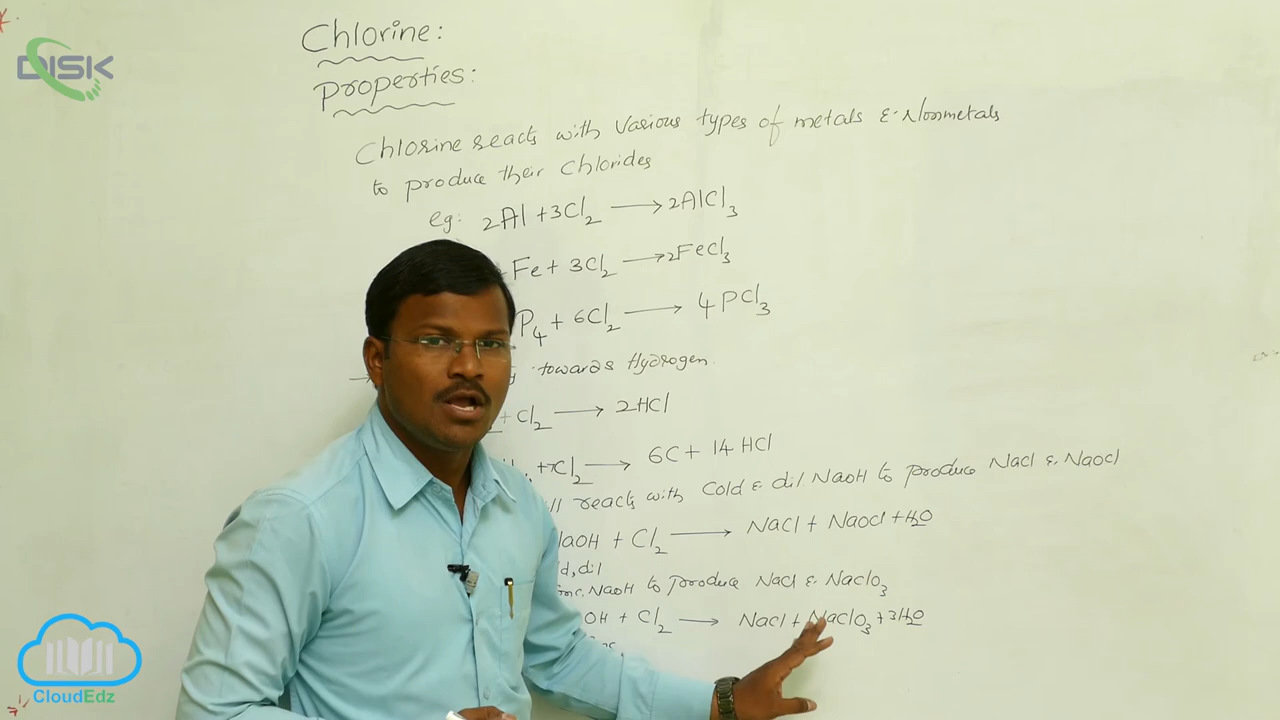 DISK
Chlorine:
Properties:
Chlorine reacts with various types of metals & Nonmetals
to produce their Chlorides
eg: 2Al + 3Cl₂ → 2AlCl₃
Fe + 3Cl₂ → 2FeCl₃
P₄ + 6Cl₂ → 4PCl₃
towards Hydrogen
+ Cl₂ → 2HCl
Cl₂ → 6C + 14HCl
reacts with Cold & dil NaOH to produce NaCl & NaOCl
NaOH + Cl₂ → NaCl + NaOCl + H₂O
dil
NaOH to produce NaCl & NaClO₃
OH + Cl₂ → NaCl + NaClO₃ + 3H₂O
CloudEdz